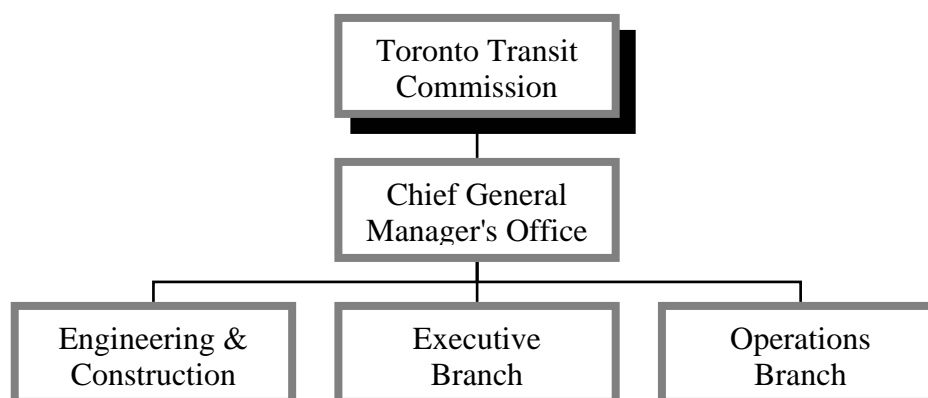 Toronto Transit
Commission
Chief General
Manager's Office
Engineering &
Construction
Executive
Branch
Operations
Branch